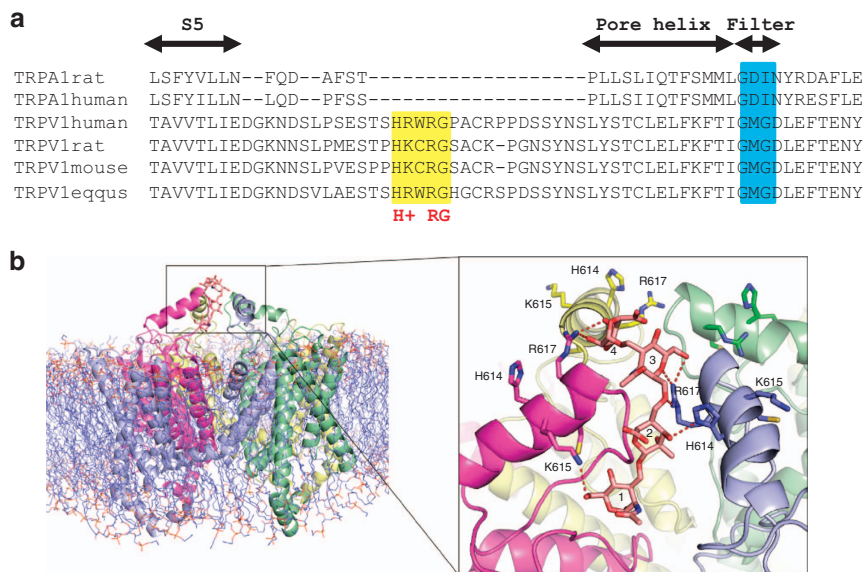 a
S5 Pore helix Filter
TRPA1rat LSFYVLLN--FQD--AFST----------------PLLSLIQTFSMMLGDINYRDAFLE
TRPA1human LSFYILLN--LQD--PFSS----------------PLLSIIQTFSMMLGDINYRESFLE
TRPV1human TAVVTLIEDGKNDSLPSESTSHRWRGPACRPPDSSYNSLYSTCLELFKFTIGMGDLEFTENY
TRPV1rat TAVVTLIEDGKNNSLPMESTPHKCRGSACK-PGNSYNSLYSTCLELFKFTIGMGDLEFTENY
TRPV1mouse TAVVTLIEDGKNNSLPVESPPHKCRGSACR-PGNSYNSLYSTCLELFKFTIGMGDLEFTENY
TRPV1eqqus TAVVTLIEDGKNDSVLAESTSHRWRGHGCRSPDSSYNSLYSTCLELFKFTIGMGDLEFTENY
H+ RG
b
H614
K615
R617
R617
4
3
H614
R617
K615
2
H614
K615
1